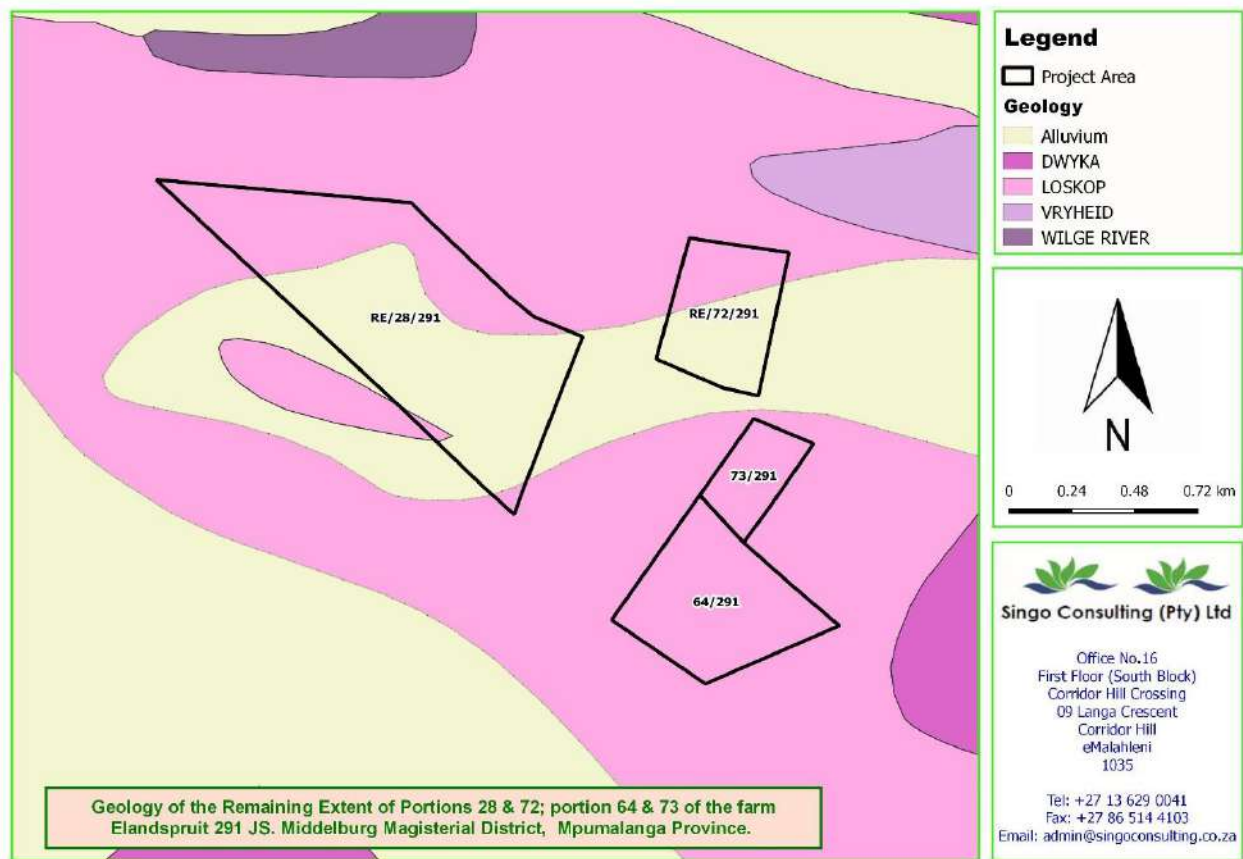 RE/28/291
RE/72/291
73/291
64/291
Geology of the Remaining Extent of Portions 28 & 72; portion 64 & 73 of the farm
Elandspruit 291 JS. Middelburg Magisterial District, Mpumalanga Province.
Legend
Project Area
Geology
Alluvium
DWYKA
LOSKOP
VRYHEID
WILGE RIVER
N
0 0.24 0.48 0.72 km
Singo Consulting (Pty) Ltd
Office No.16
First Floor (South Block)
Corridor Hill Crossing
09 Langa Crescent
Corridor Hill
eMalahleni
1035
Tel: +27 13 629 0041
Fax: +27 86 514 4103
Email: admin@singoconsulting.co.za